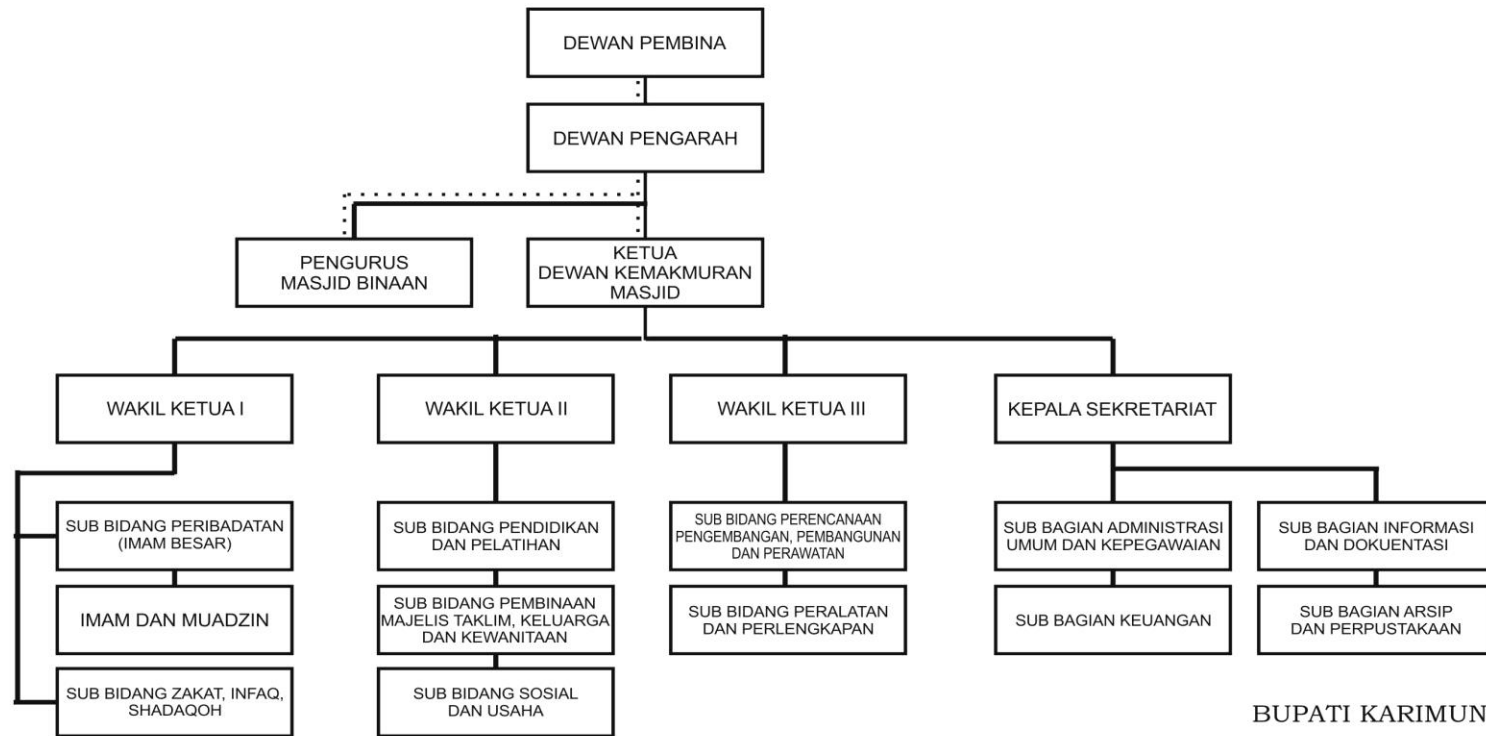 DEWAN PEMBINA
DEWAN PENGARAH
PENGURUS
MASJID BINAAN
KETUA
DEWAN KEMAKMURAN
MASJID
WAKIL KETUA I
WAKIL KETUA II
WAKIL KETUA III
KEPALA SEKRETARIAT
SUB BIDANG PERIBADATAN
(IMAM BESAR)
SUB BIDANG PENDIDIKAN
DAN PELATIHAN
SUB BIDANG PERENCANAAN
PENGEMBANGAN, PEMBANGUNAN
DAN PERAWATAN
SUB BAGIAN ADMINISTRASI
UMUM DAN KEPEGAWAIAN
SUB BAGIAN INFORMASI
DAN DOKUENTASI
IMAM DAN MUADZIN
SUB BIDANG PEMBINAAN
MAJELIS TAKLIM, KELUARGA
DAN KEWANITAAN
SUB BIDANG PERALATAN
DAN PERLENGKAPAN
SUB BAGIAN KEUANGAN
SUB BAGIAN ARSIP
DAN PERPUSTAKAAN
SUB BIDANG ZAKAT, INFAQ,
SHADAQOH
SUB BIDANG SOSIAL
DAN USAHA
BUPATI KARIMUN